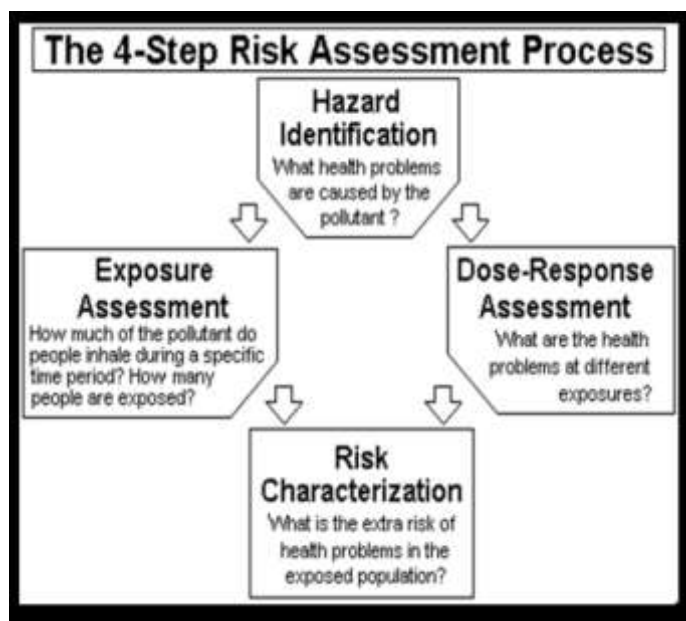 The 4-Step Risk Assessment Process
Hazard
Identification
What health problems
are caused by the
pollutant ?
Exposure
Assessment
How much of the pollutant do
people inhale during a specific
time period? How many
people are exposed?
Dose-Response
Assessment
What are the health
problems at different
exposures?
Risk
Characterization
What is the extra risk of
health problems in the
exposed population?